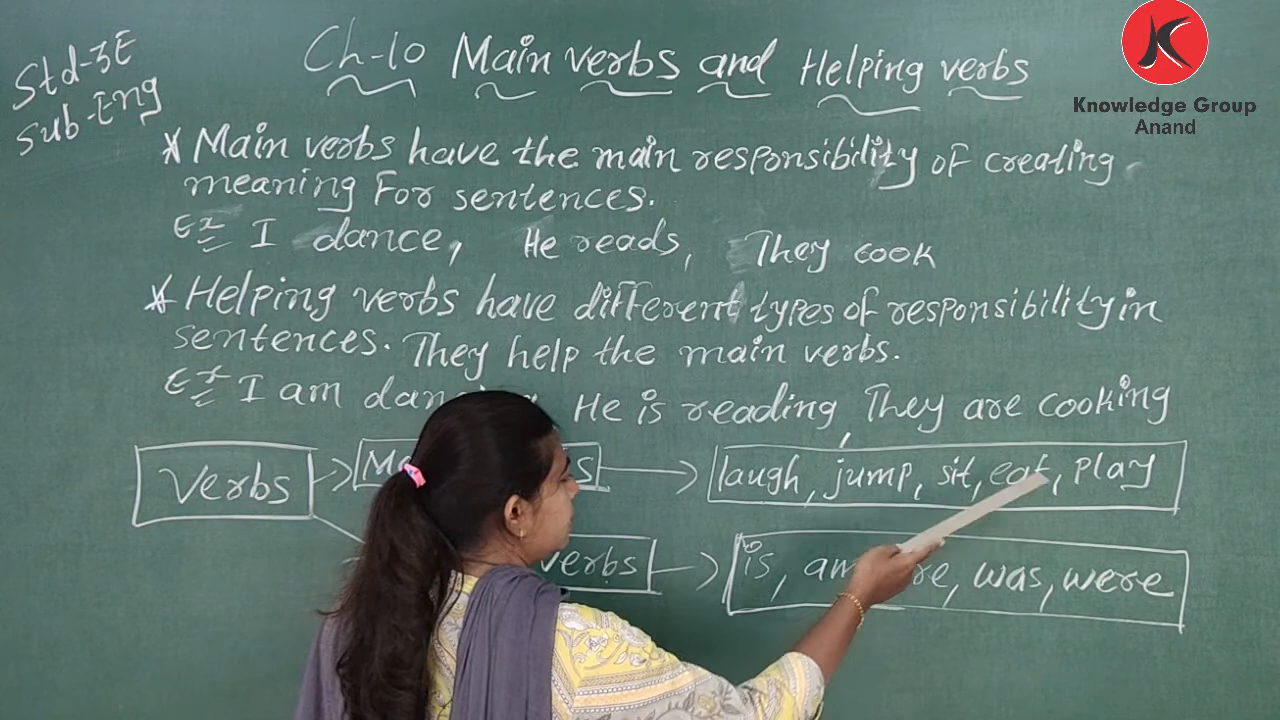 Std-3E
Sub-Eng
Ch-10 Main verbs and Helping verbs
Knowledge Group
Anand
* Main verbs have the main responsibility of creating
meaning For sentences.
Ex I dance, He reads, They cook
* Helping verbs have different types of responsibility in
sentences. They help the main verbs.
Ex I am He is reading, They are cooking
Verbs
laugh, jump, sit, eat, play
verbs
is, am was, were